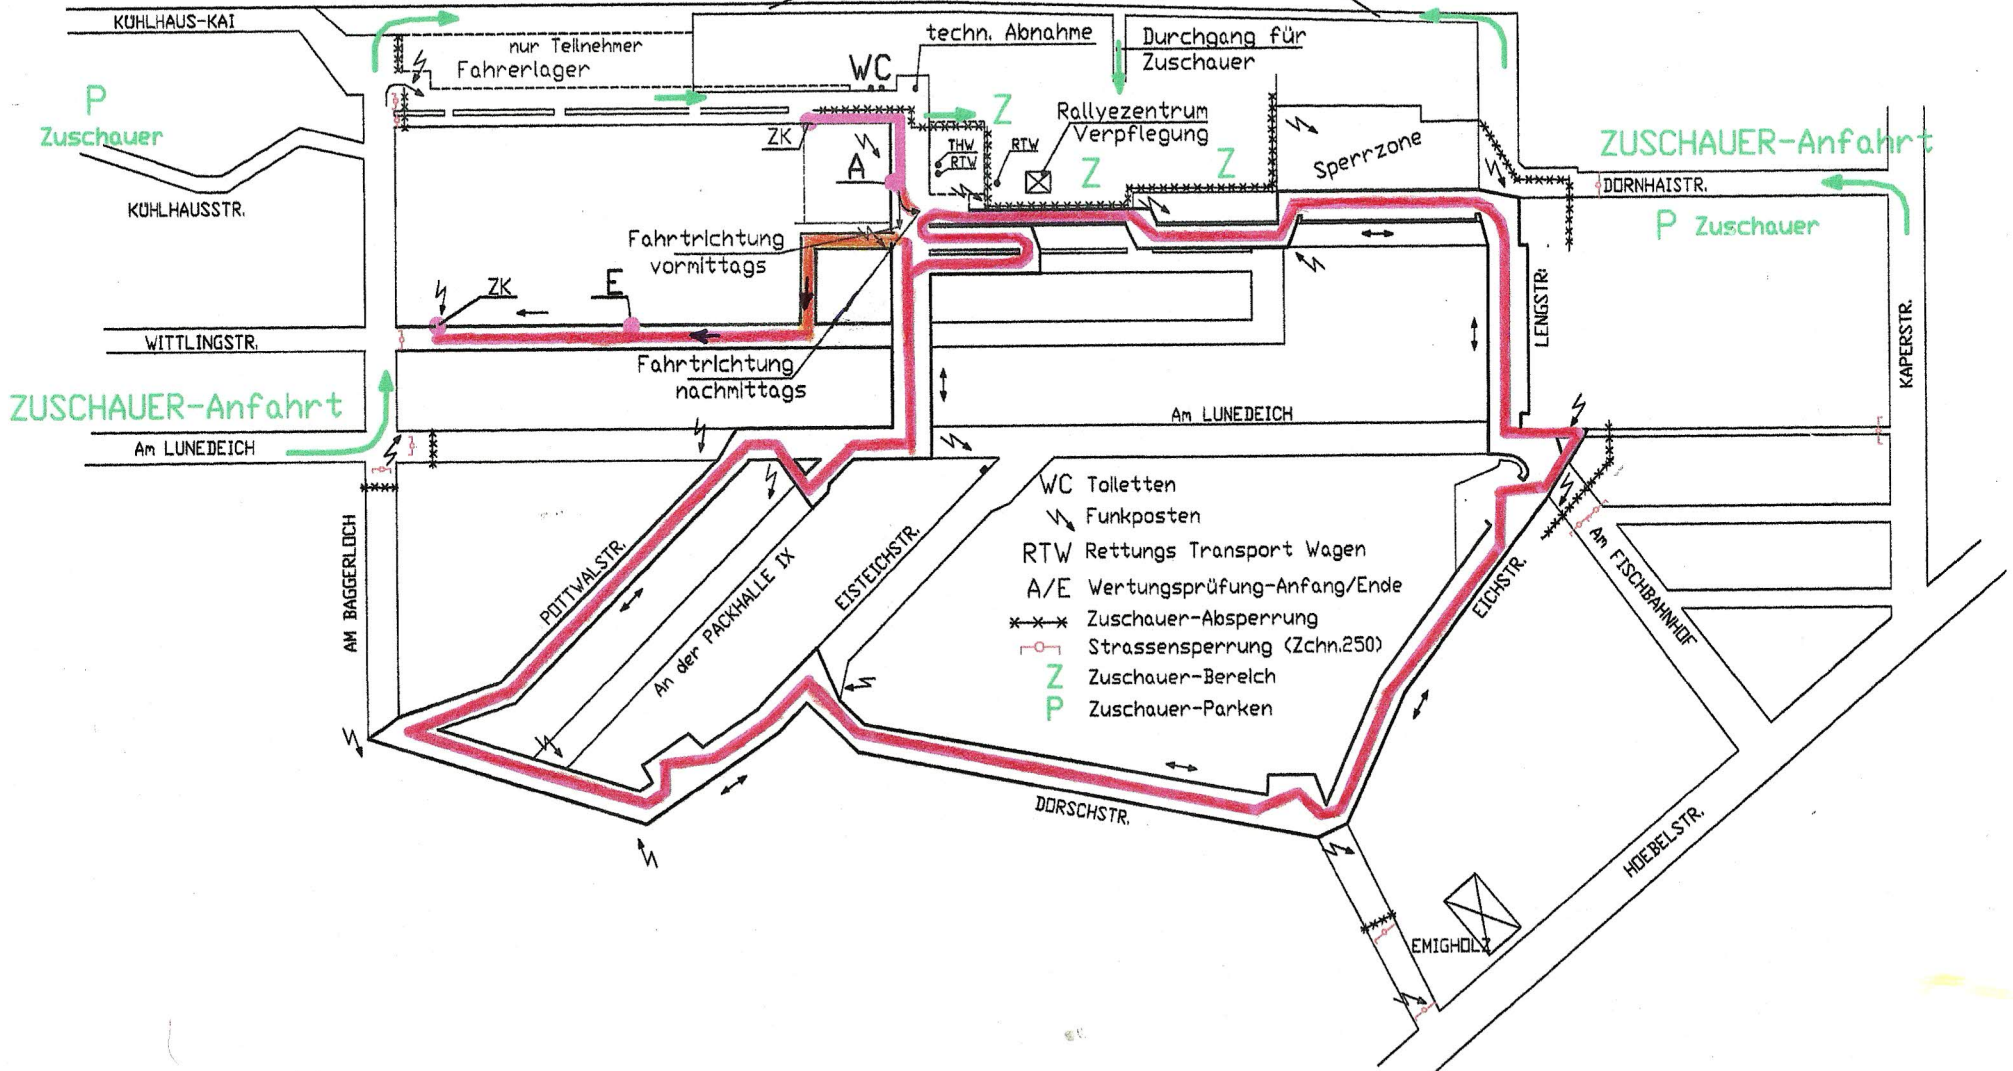 KÜHLHAUS-KAI
nur Teilnehmer
Fahrerlager
WC
techn. Abnahme
Durchgang für
Zuschauer
P
Zuschauer
ZK
A
THW
RTW
RTW
Z
Rallyezentrum
Verpflegung
Z
Z
Sperrzone
ZUSCHAUER-Anfahrt
DORNHAISTR.
P Zuschauer
KÜHLHAUSSTR.
Fahrtrichtung
vormittags
ZK
E
WITTLINGSTR.
Fahrtrichtung
nachmittags
LENGSTR.
KAPERSTR.
ZUSCHAUER-Anfahrt
Am LUNEDEICH
Am LUNEDEICH
AM BAGGERLOCH
POTTWALSTR.
An der PACKHALLE IX
EISTEICHSTR.
WC Toiletten
Funkposten
RTW Rettungs Transport Wagen
A/E Wertungsprüfung-Anfang/Ende
Zuschauer-Absperrung
Strassensperrung (Zchn.250)
Z Zuschauer-Bereich
P Zuschauer-Parken
EICHSTR.
Am FISCHBAHNHOF
DORSCHSTR.
HOEBELSTR.
EMIGHOLZ